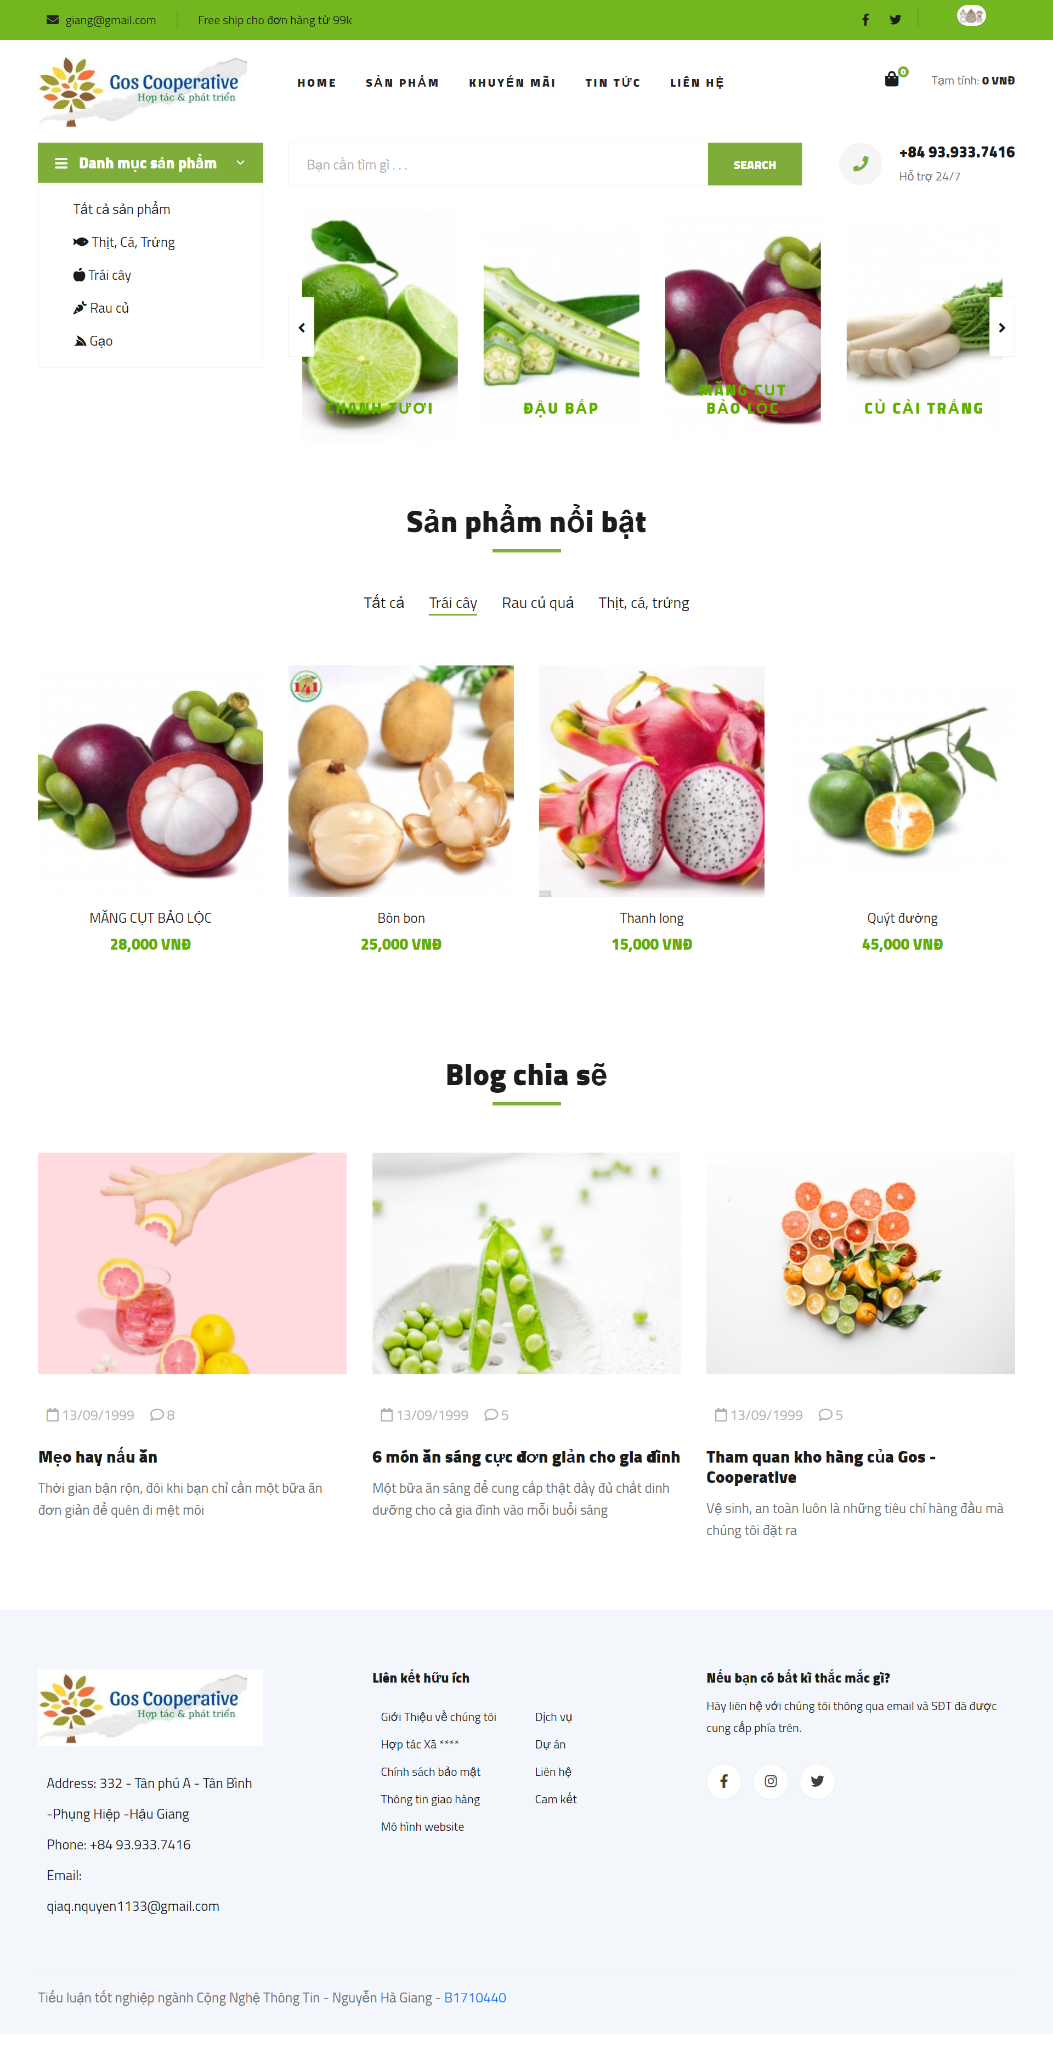 giang@gmail.com
Free ship cho đơn hàng từ 99k
Gos Cooperative
Hợp tác & phát triển
HOME
SẢN PHẨM
KHUYẾN MÃI
TIN TỨC
LIÊN HỆ
0
Tạm tính: 0 VNĐ
Danh mục sản phẩm
Bạn cần tìm gì . . .
SEARCH
+84 93.933.7416
Hỗ trợ 24/7
Tất cả sản phẩm
Thịt, Cá, Trứng
Trái cây
Rau củ
Gạo
CHANH TƯƠI
ĐẬU BẮP
MĂNG CỤT
BẢO LỘC
CỦ CẢI TRẮNG
Sản phẩm nổi bật
Tất cả
Trái cây
Rau củ quả
Thịt, cá, trứng
141
MĂNG CỤT BẢO LỘC
28,000 VNĐ
Bòn bon
25,000 VNĐ
Thanh long
15,000 VNĐ
Quýt đường
45,000 VNĐ
Blog chia sẽ
13/09/1999 8
Mẹo hay nấu ăn
Thời gian bận rộn, đôi khi bạn chỉ cần một bữa ăn
đơn giản để quên đi mệt mõi
13/09/1999 5
6 món ăn sáng cực đơn giản cho gia đình
Một bữa ăn sáng để cung cấp thật đầy đủ chất dinh
dưỡng cho cả gia đình vào mỗi buổi sáng
13/09/1999 5
Tham quan kho hàng của Gos -
Cooperative
Vệ sinh, an toàn luôn là những tiêu chí hàng đầu mà
chúng tôi đặt ra
Gos Cooperative
Hợp tác & phát triển
Address: 332 - Tân phú A - Tân Bình
-Phụng Hiệp -Hậu Giang
Phone: +84 93.933.7416
Email:
qiaq.nquyen1133@gmail.com
Liên kết hữu ích
Giới Thiệu về chúng tôi
Hợp tác Xã ****
Chính sách bảo mật
Thông tin giao hàng
Mô hình website
Dịch vụ
Dự án
Liên hệ
Cam kết
Nếu bạn có bất kì thắc mắc gì?
Hãy liên hệ với chúng tôi thông qua email và SĐT đã được
cung cấp phía trên.
Tiểu luận tốt nghiệp ngành Cộng Nghệ Thông Tin - Nguyễn Hà Giang - B1710440